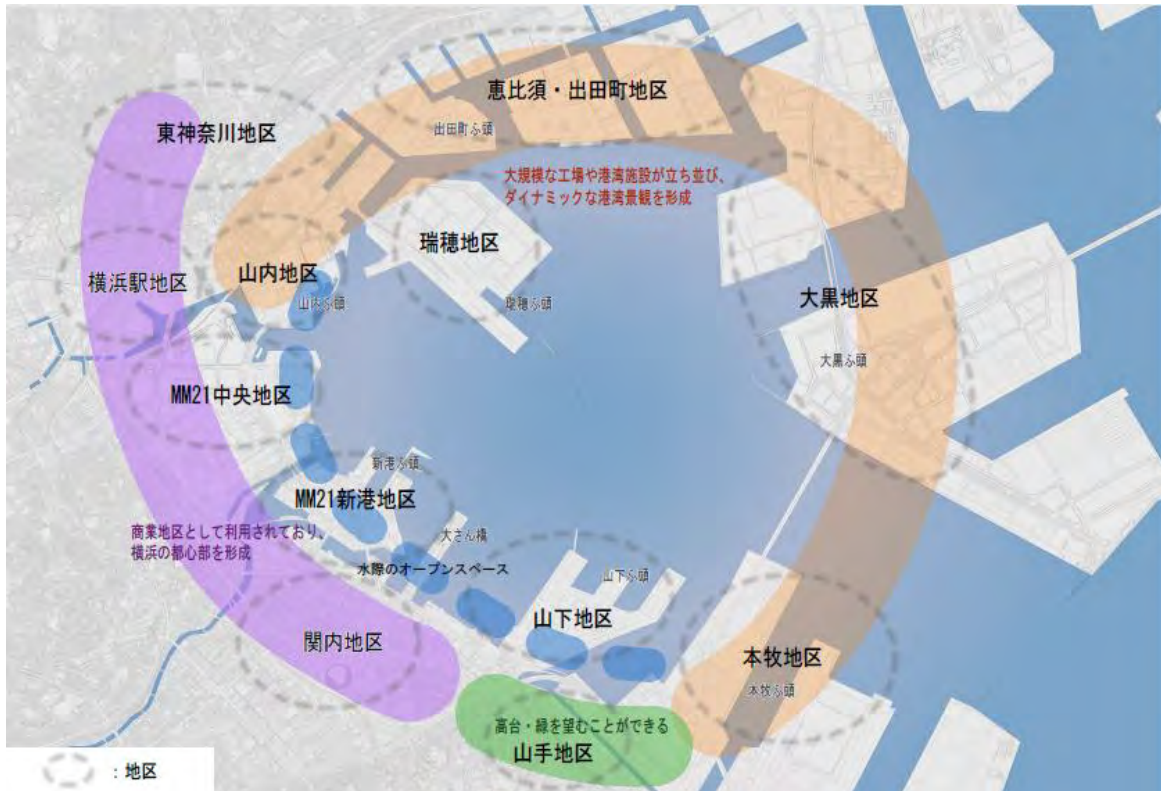 恵比須・出田町地区
東神奈川地区
出田町ふ頭
大規模な工場や港湾施設が立ち並び、
ダイナミックな港湾景観を形成
瑞穂地区
横浜駅地区
山内地区
山内ふ頭
瑞穂ふ頭
大黒地区
大黒ふ頭
MM21中央地区
新港ふ頭
MM21新港地区
商業地区として利用されており、
横浜の都心部を形成
大さん橋
水際のオープンスペース
山下ふ頭
山下地区
関内地区
本牧地区
本牧ふ頭
高台・緑を望むことができる
山手地区
：地区